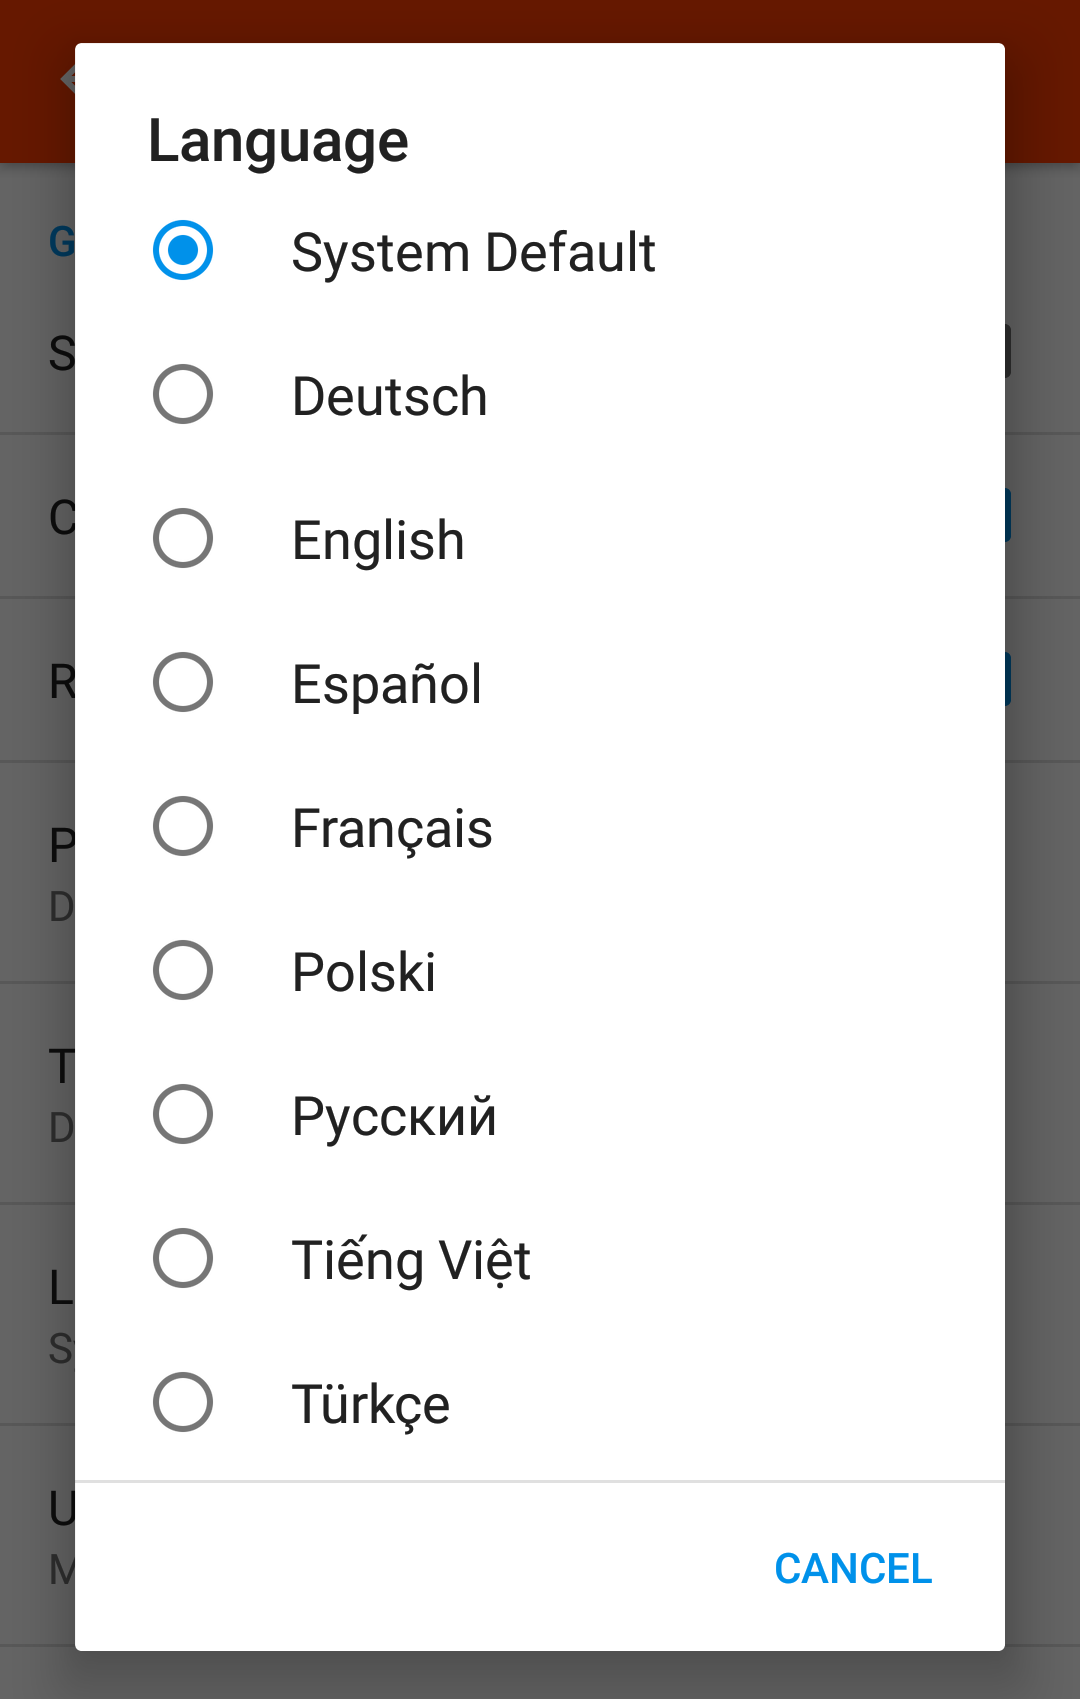 Language
System Default
Deutsch
English
Español
Français
Polski
Русский
Tiếng Việt
Türkçe
CANCEL